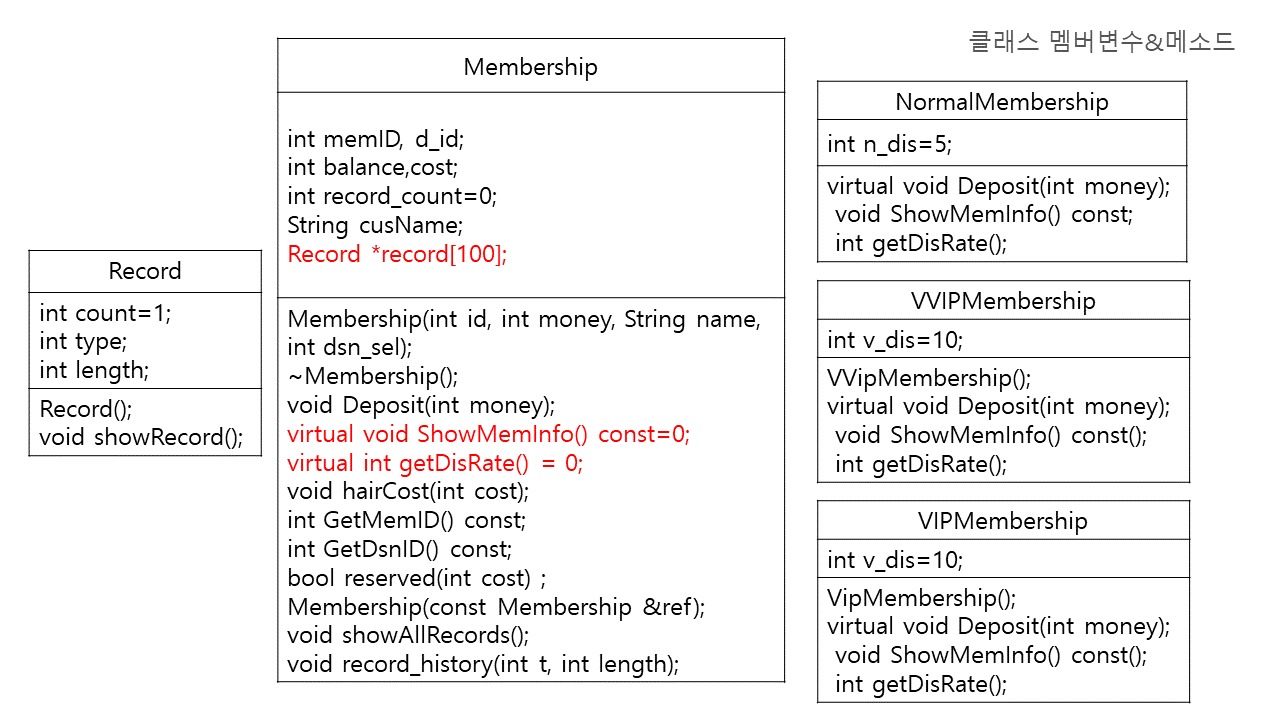 클래스 멤버변수&메소드
Record
int count=1;
int type;
int length;
Record();
void showRecord();
Membership
int memID, d_id;
int balance,cost;
int record_count=0;
String cusName;
Record *record[100];
Membership(int id, int money, String name,
int dsn_sel);
~Membership();
void Deposit(int money);
virtual void ShowMemInfo() const=0;
virtual int getDisRate() = 0;
void hairCost(int cost);
int GetMemID() const;
int GetDsnID() const;
bool reserved(int cost) ;
Membership(const Membership &ref);
void showAllRecords();
void record_history(int t, int length);
NormalMembership
int n_dis=5;
virtual void Deposit(int money);
void ShowMemInfo() const;
int getDisRate();
VVIPMembership
int v_dis=10;
VVipMembership();
virtual void Deposit(int money);
void ShowMemInfo() const();
int getDisRate();
VIPMembership
int v_dis=10;
VipMembership();
virtual void Deposit(int money);
void ShowMemInfo() const();
int getDisRate();